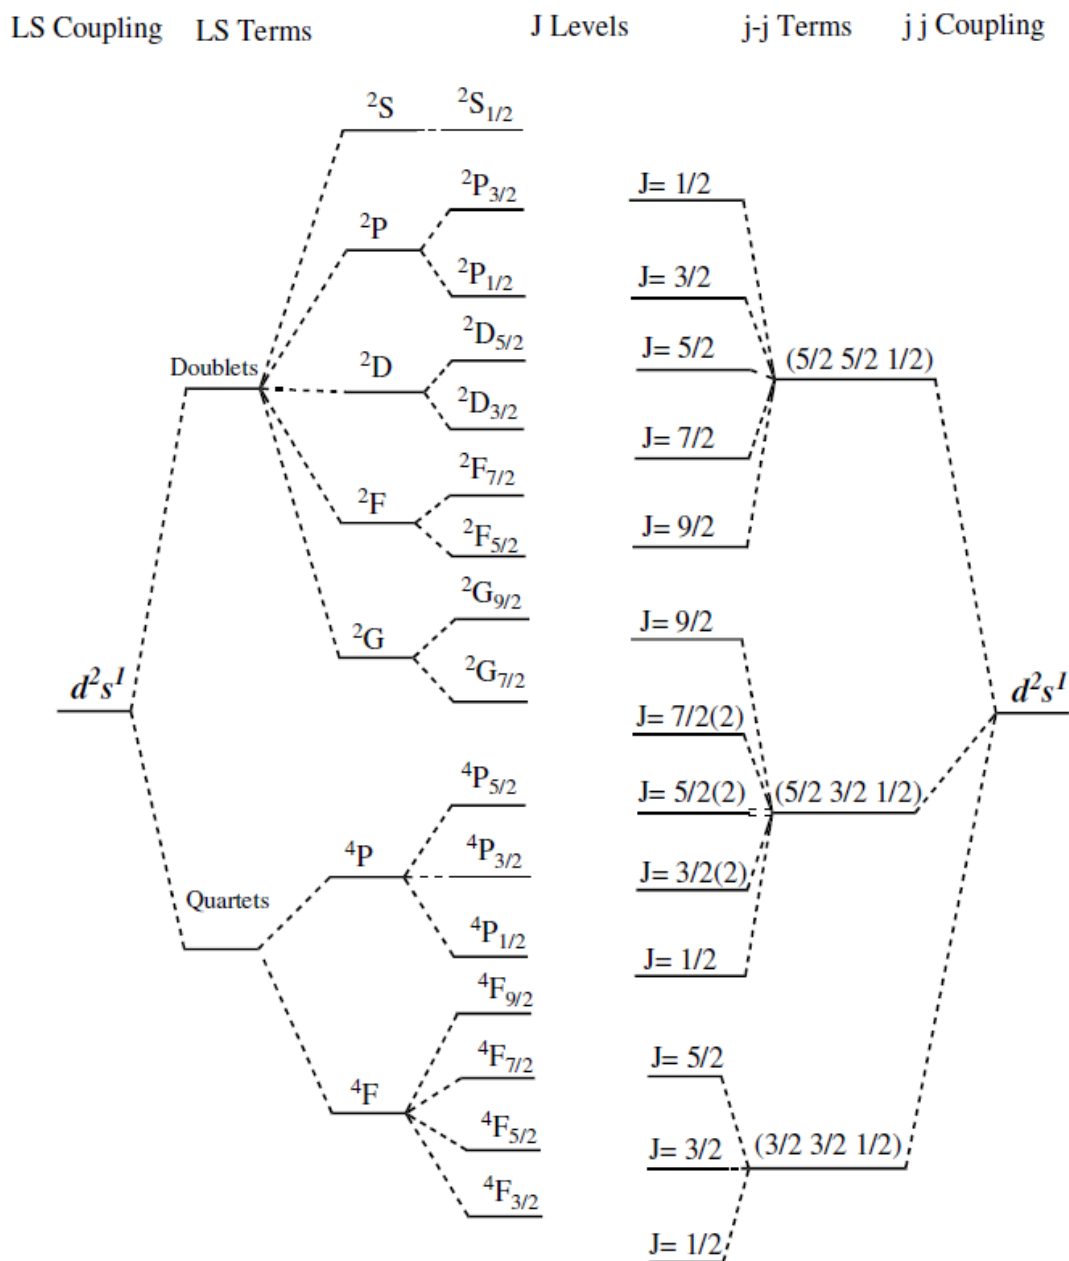 LS Coupling LS Terms J Levels j-j Terms j j Coupling
²S ²S₁/₂
²P₃/₂ J= 1/2
²P
²P₁/₂ J= 3/2
²D₅/₂
Doublets ²D J= 5/2 (5/2 5/2 1/2)
²D₃/₂
J= 7/2
²F₇/₂
²F
²F₅/₂ J= 9/2
²G₉/₂
²G J= 9/2
²G₇/₂
d²s¹ J= 7/2(2) d²s¹
⁴P₅/₂ J= 5/2(2) (5/2 3/2 1/2)
⁴P ⁴P₃/₂ J= 3/2(2)
Quartets
⁴P₁/₂ J= 1/2
⁴F₉/₂
⁴F₇/₂ J= 5/2
⁴F
⁴F₅/₂ J= 3/2 (3/2 3/2 1/2)
⁴F₃/₂
J= 1/2